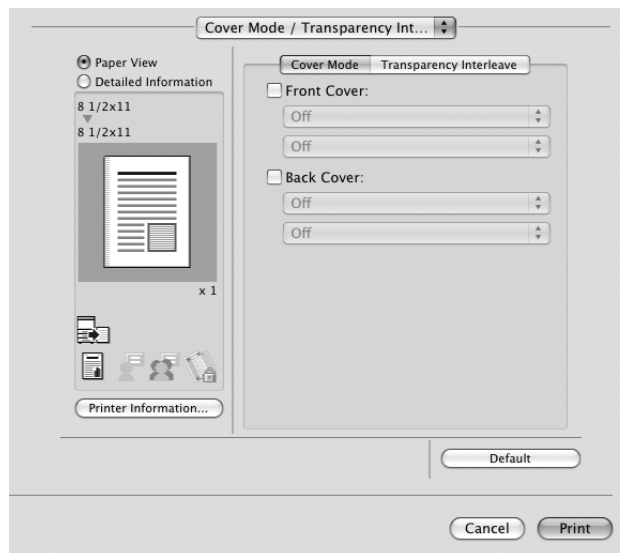 Cover Mode / Transparency Int...
Paper View
Detailed Information
8 1/2x11
8 1/2x11
x 1
Printer Information...
Cover Mode Transparency Interleave
Front Cover:
Off
Off
Back Cover:
Off
Off
Default
Cancel Print